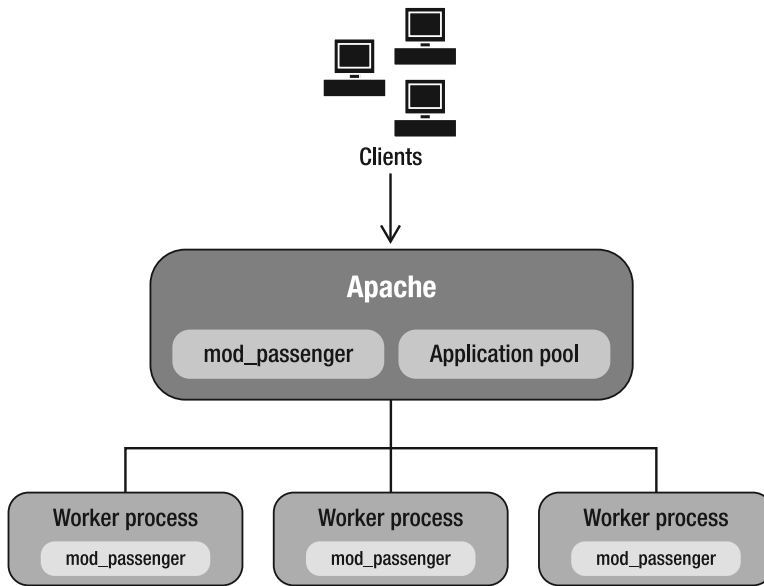 Clients
Apache
mod_passenger Application pool
Worker process Worker process Worker process
mod_passenger mod_passenger mod_passenger